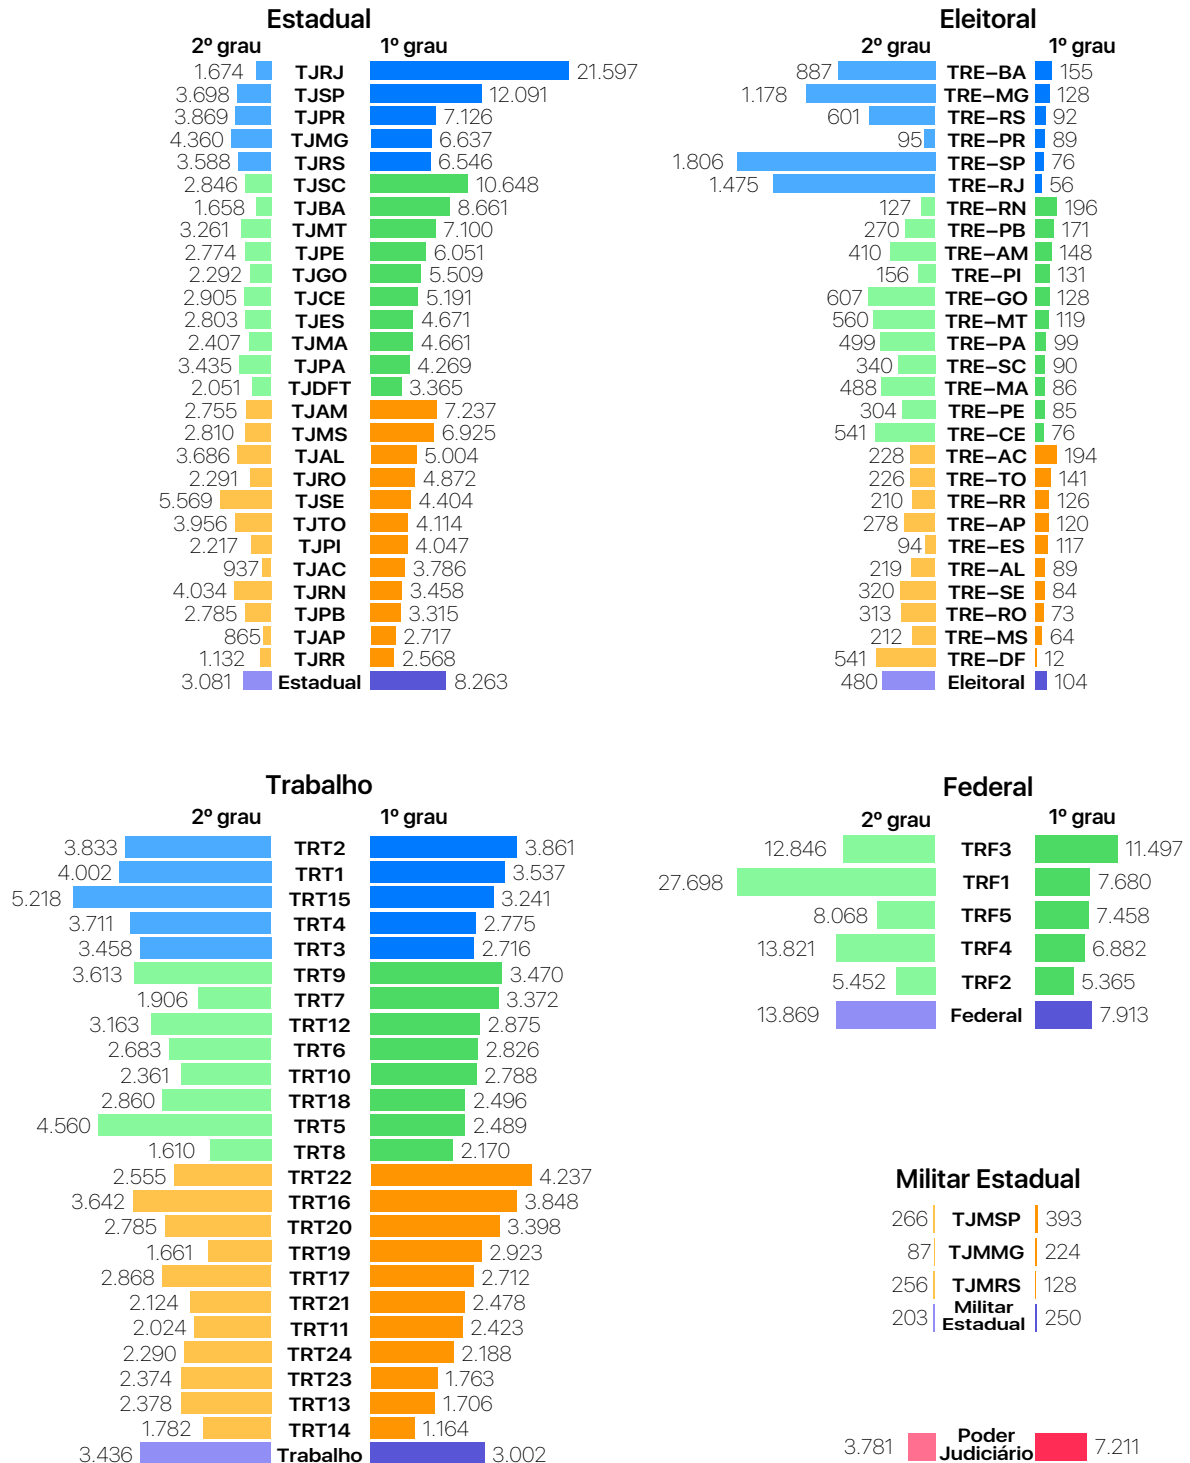 Estadual
2º grau 1º grau
1.674 TJRJ 21.597
3.698 TJSP 12.091
3.869 TJPR 7.126
4.360 TJMG 6.637
3.588 TJRS 6.546
2.846 TJSC 10.648
1.658 TJBA 8.661
3.261 TJMT 7.100
2.774 TJPE 6.051
2.292 TJGO 5.509
2.905 TJCE 5.191
2.803 TJES 4.671
2.407 TJMA 4.661
3.435 TJPA 4.269
2.051 TJDFT 3.365
2.755 TJAM 7.237
2.810 TJMS 6.925
3.686 TJAL 5.004
2.291 TJRO 4.872
5.569 TJSE 4.404
3.956 TJTO 4.114
2.217 TJPI 4.047
937 TJAC 3.786
4.034 TJRN 3.458
2.785 TJPB 3.315
865 TJAP 2.717
1.132 TJRR 2.568
3.081 Estadual 8.263
Eleitoral
2º grau 1º grau
887 TRE–BA 155
1.178 TRE–MG 128
601 TRE–RS 92
95 TRE–PR 89
1.806 TRE–SP 76
1.475 TRE–RJ 56
127 TRE–RN 196
270 TRE–PB 171
410 TRE–AM 148
156 TRE–PI 131
607 TRE–GO 128
560 TRE–MT 119
499 TRE–PA 99
340 TRE–SC 90
488 TRE–MA 86
304 TRE–PE 85
541 TRE–CE 76
228 TRE–AC 194
226 TRE–TO 141
210 TRE–RR 126
278 TRE–AP 120
94 TRE–ES 117
219 TRE–AL 89
320 TRE–SE 84
313 TRE–RO 73
212 TRE–MS 64
541 TRE–DF 12
480 Eleitoral 104
Trabalho
2º grau 1º grau
3.833 TRT2 3.861
4.002 TRT1 3.537
5.218 TRT15 3.241
3.711 TRT4 2.775
3.458 TRT3 2.716
3.613 TRT9 3.470
1.906 TRT7 3.372
3.163 TRT12 2.875
2.683 TRT6 2.826
2.361 TRT10 2.788
2.860 TRT18 2.496
4.560 TRT5 2.489
1.610 TRT8 2.170
2.555 TRT22 4.237
3.642 TRT16 3.848
2.785 TRT20 3.398
1.661 TRT19 2.923
2.868 TRT17 2.712
2.124 TRT21 2.478
2.024 TRT11 2.423
2.290 TRT24 2.188
2.374 TRT23 1.763
2.378 TRT13 1.706
1.782 TRT14 1.164
3.436 Trabalho 3.002
Federal
2º grau 1º grau
12.846 TRF3 11.497
27.698 TRF1 7.680
8.068 TRF5 7.458
13.821 TRF4 6.882
5.452 TRF2 5.365
13.869 Federal 7.913
Militar Estadual
266 TJMSP 393
87 TJMMG 224
256 TJMRS 128
Militar
203 Estadual 250
Poder
3.781 Judiciário 7.211